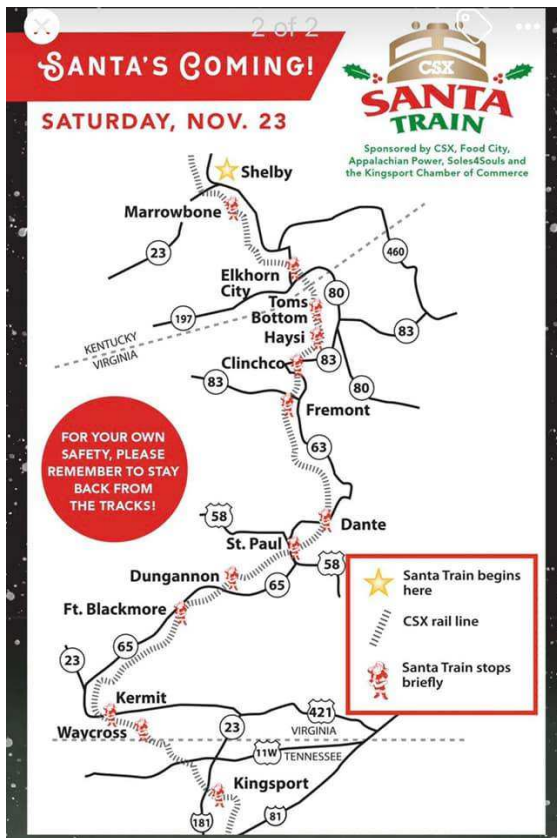 2 of 2
SANTA'S COMING!
SATURDAY, NOV. 23
CSX
SANTA
TRAIN
Sponsored by CSX, Food City,
Appalachian Power, Soles4Souls and
the Kingsport Chamber of Commerce
Shelby
Marrowbone
23
460
Elkhorn
City
80
Toms
Bottom
197
83
Haysi
KENTUCKY
VIRGINIA
Clinchco
83
83
80
Fremont
63
FOR YOUR OWN
SAFETY, PLEASE
REMEMBER TO STAY
BACK FROM
THE TRACKS!
58
Dante
St. Paul
58
Dungannon
65
Ft. Blackmore
65
23
Santa Train begins
here
CSX rail line
Santa Train stops
briefly
Kermit
421
Waycross
23
VIRGINIA
11W
TENNESSEE
Kingsport
181
81